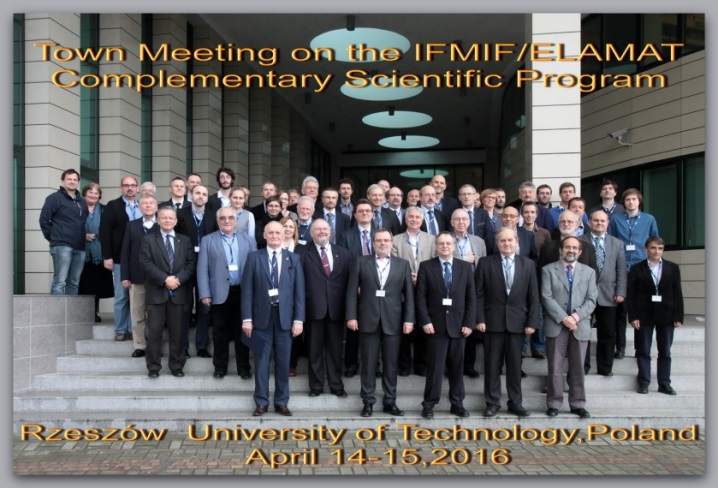 Town Meeting on the IFMIF/ELAMAT
Complementary Scientific Program
Rzeszów University of Technology,Poland
April 14-15,2016